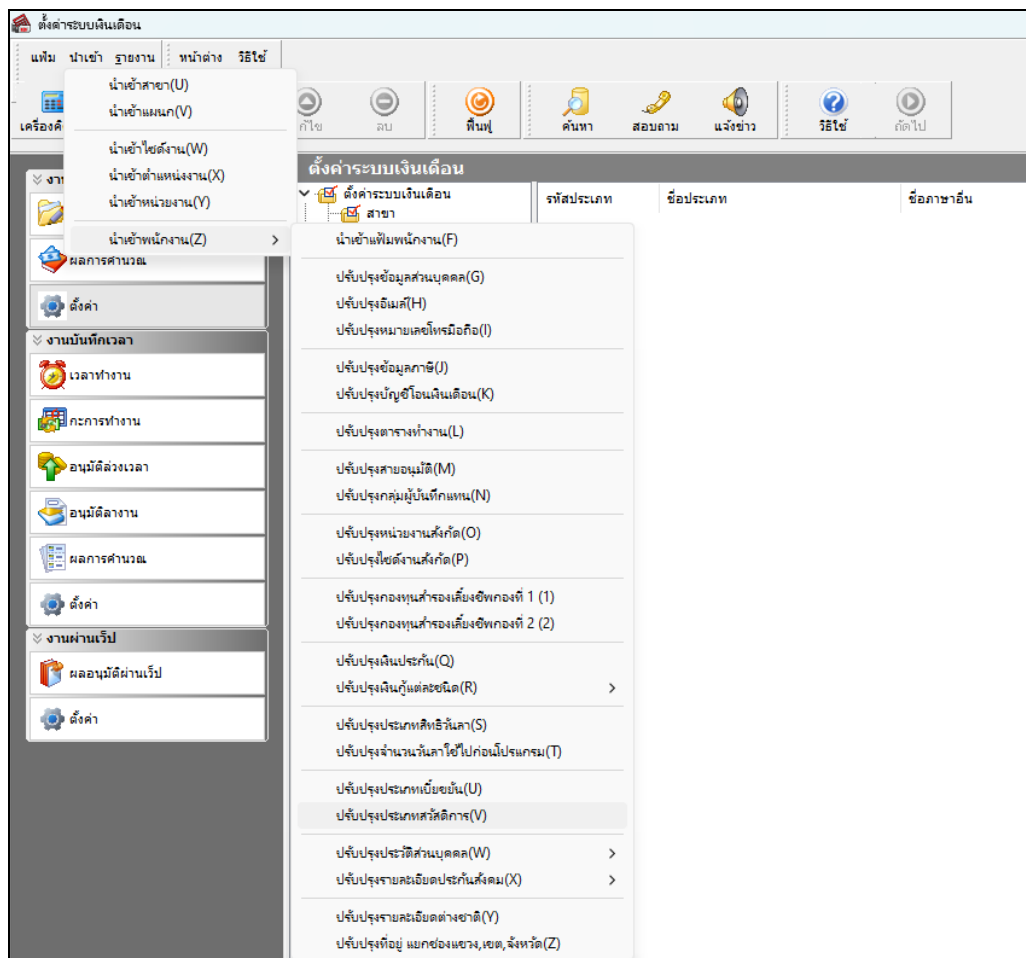 ตั้งค่าระบบเงินเดือน
แฟ้ม นำเข้า รายงาน หน้าต่าง วิธีใช้
นำเข้าสาขา(U)
นำเข้าแผนก(V)
นำเข้าไซต์งาน(W)
นำเข้าตำแหน่งงาน(X)
นำเข้าหน่วยงาน(Y)
นำเข้าพนักงาน(Z)
เครื่องคิ ก้ไข ลบ ฟื้นฟู ค้นหา สอบถาม แจ้งข่าว วิธีใช้ ถัดไป
ตั้งค่าระบบเงินเดือน
ตั้งค่าระบบเงินเดือน
สาขา
รหัสประเภท ชื่อประเภท ชื่อภาษาอื่น
นำเข้าแฟ้มพนักงาน(F)
ปรับปรุงข้อมูลส่วนบุคคล(G)
ปรับปรุงอีเมล์(H)
ปรับปรุงหมายเลขโทรมือถือ(I)
ปรับปรุงข้อมูลภาษี(J)
ปรับปรุงบัญชีโอนเงินเดือน(K)
ปรับปรุงตารางทำงาน(L)
ปรับปรุงสายอนุมัติ(M)
ปรับปรุงกลุ่มผู้บันทึกแทน(N)
ปรับปรุงหน่วยงานสังกัด(O)
ปรับปรุงไซต์งานสังกัด(P)
ปรับปรุงกองทุนสำรองเลี้ยงชีพกองที่ 1 (1)
ปรับปรุงกองทุนสำรองเลี้ยงชีพกองที่ 2 (2)
ปรับปรุงเงินประกัน(Q)
ปรับปรุงเงินกู้แต่ละชนิด(R)
ปรับปรุงประเภทสิทธิวันลา(S)
ปรับปรุงจำนวนวันลาใช้ไปก่อนโปรแกรม(T)
ปรับปรุงประเภทเบี้ยขยัน(U)
ปรับปรุงประเภทสวัสดิการ(V)
ปรับปรุงประวัติส่วนบุคคล(W)
ปรับปรุงรายละเอียดประกันสังคม(X)
ปรับปรุงรายละเอียดต่างชาติ(Y)
ปรับปรุงที่อยู่ แยกช่องแขวง,เขต,จังหวัด(Z)
งา
ผลการคำนวณ
ตั้งค่า
งานบันทึกเวลา
เวลาทำงาน
กะการทำงาน
อนุมัติล่วงเวลา
อนุมัติลางาน
ผลการคำนวณ
ตั้งค่า
งานผ่านเว็ป
ผลอนุมัติผ่านเว็ป
ตั้งค่า